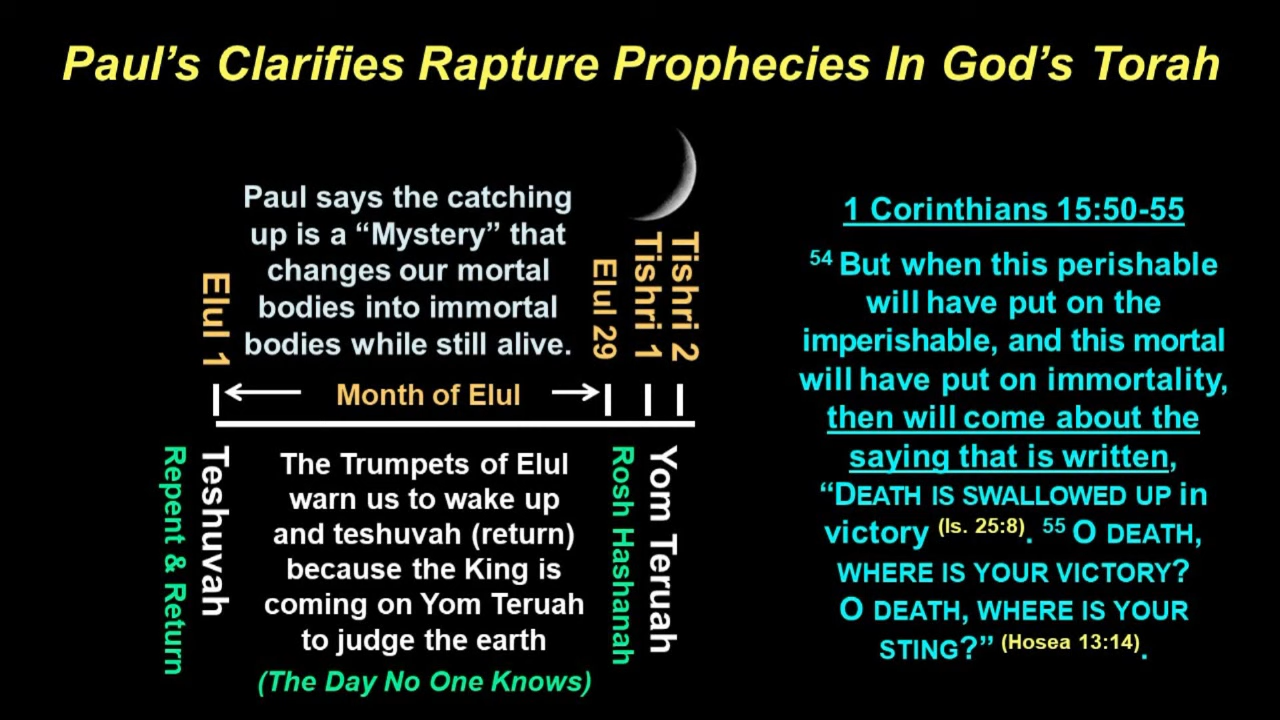 Paul’s Clarifies Rapture Prophecies In God’s Torah
Paul says the catching
up is a “Mystery” that
changes our mortal
bodies into immortal
bodies while still alive.
Elul 1
Elul 29
Tishri 1
Tishri 2
Month of Elul
Repent & Return
Teshuvah
The Trumpets of Elul
warn us to wake up
and teshuvah (return)
because the King is
coming on Yom Teruah
to judge the earth
(The Day No One Knows)
Rosh Hashanah
Yom Teruah
1 Corinthians 15:50-55
54 But when this perishable
will have put on the
imperishable, and this mortal
will have put on immortality,
then will come about the
saying that is written,
“DEATH IS SWALLOWED UP in
victory (Is. 25:8). 55 O DEATH,
WHERE IS YOUR VICTORY?
O DEATH, WHERE IS YOUR
STING?” (Hosea 13:14).